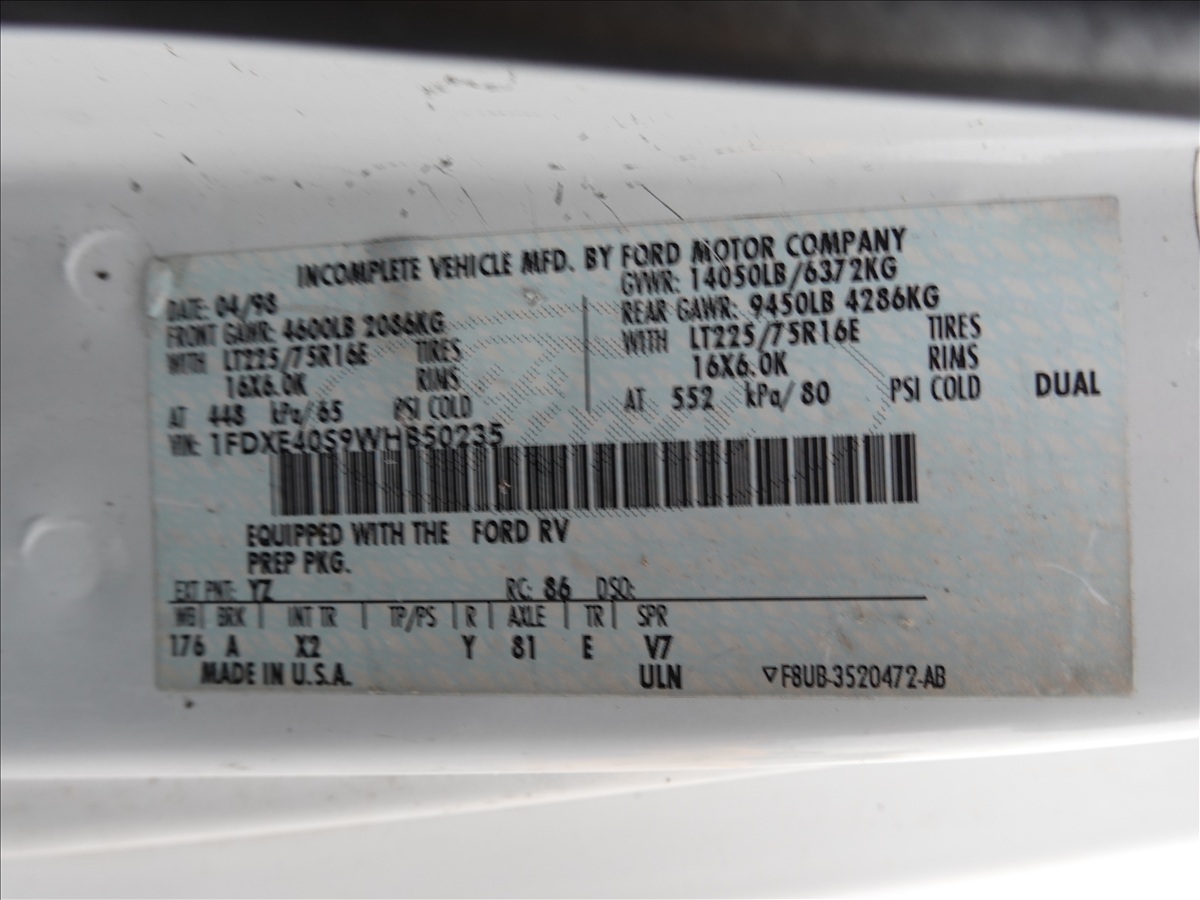 INCOMPLETE VEHICLE MFD. BY FORD MOTOR COMPANY
DATE: 04/98 GVWR: 14050LB/6372KG
FRONT GAWR: 4600LB 2086KG REAR GAWR: 9450LB 4286KG
WITH LT225/75R16E TIRES WITH LT225/75R16E TIRES
16X6.0K RIMS 16X6.0K RIMS
AT 448 kPa/65 PSI COLD AT 552 kPa/80 PSI COLD DUAL
VIN: 1FDXE40S9WHB50235
EQUIPPED WITH THE FORD RV
PREP PKG.
EXT PNT: YZ RC: 86 DSO:
WB | BRK | INT TR | TP/PS | R | AXLE | TR | SPR
176 A X2 Y 81 E V7
MADE IN U.S.A. ULN ▽F8UB-3520472-AB